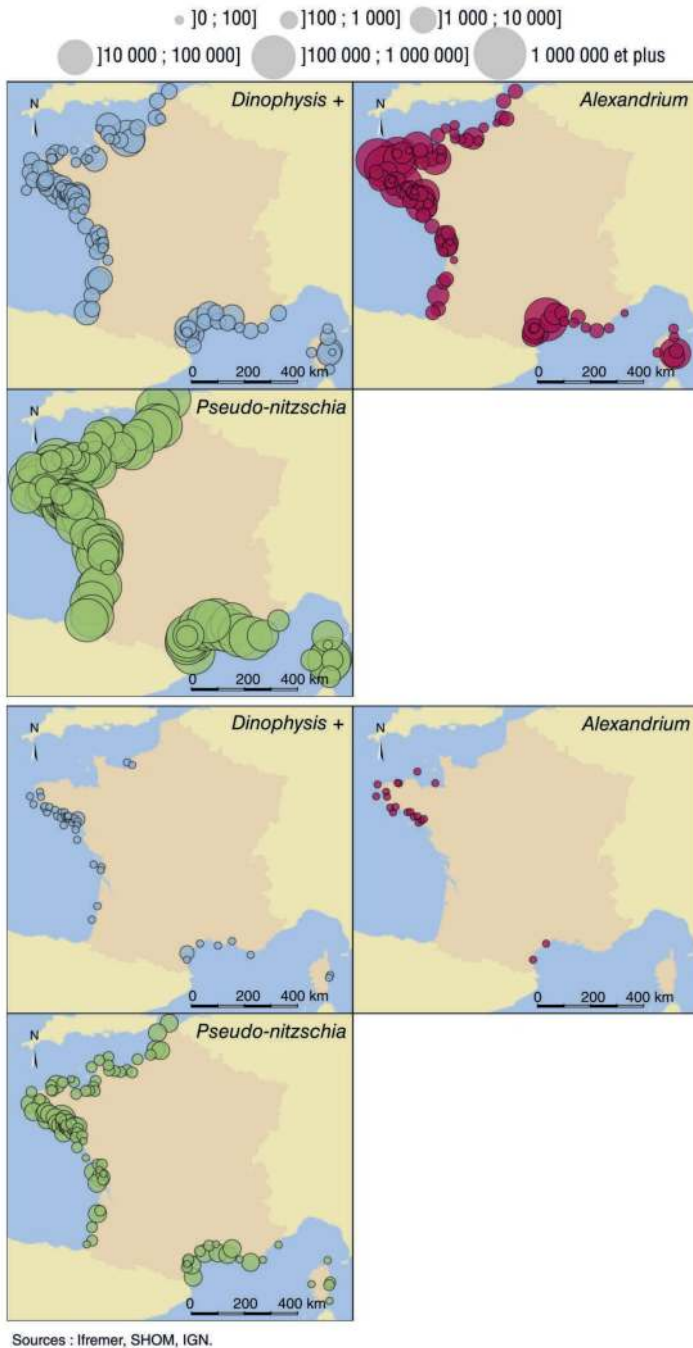 ]0 ; 100] ]100 ; 1 000] ]1 000 ; 10 000]
]10 000 ; 100 000] ]100 000 ; 1 000 000] 1 000 000 et plus
N Dinophysis +
0 200 400 km
N Alexandrium
0 200 400 km
N Pseudo-nitzschia
0 200 400 km
N Dinophysis +
0 200 400 km
N Alexandrium
0 200 400 km
N Pseudo-nitzschia
0 200 400 km
Sources : Ifremer, SHOM, IGN.